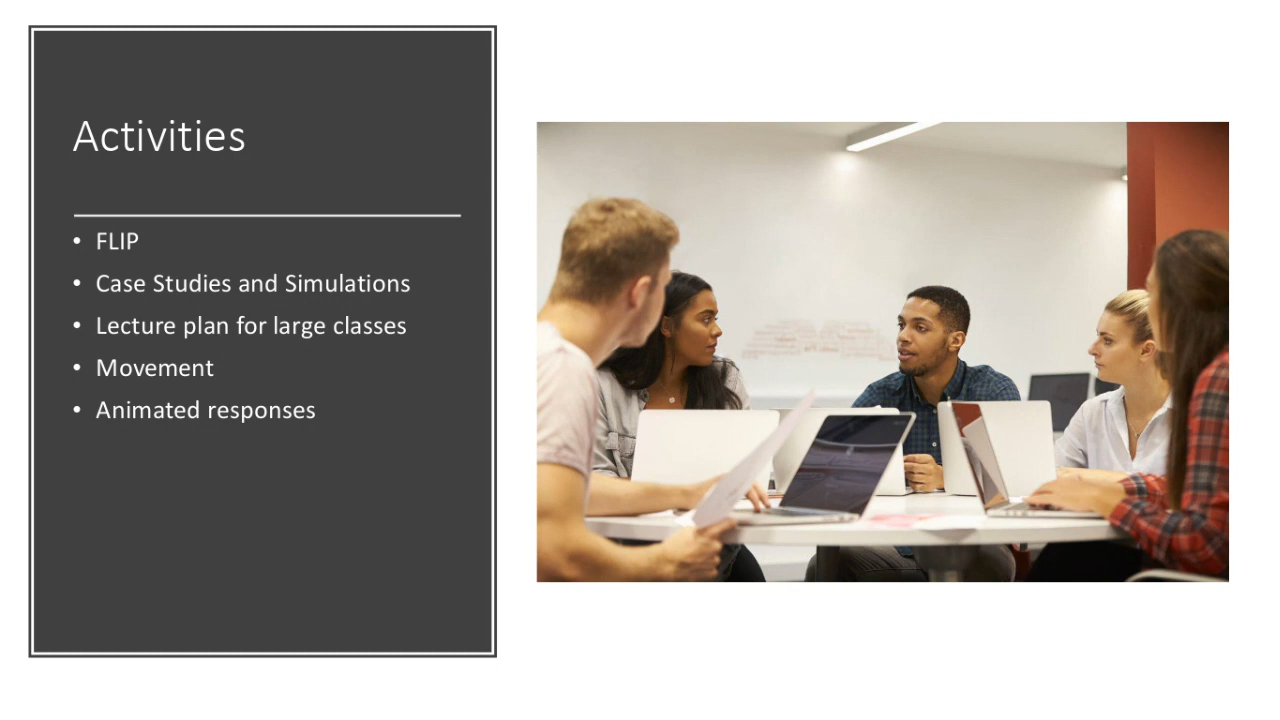 Activities
• FLIP
• Case Studies and Simulations
• Lecture plan for large classes
• Movement
• Animated responses